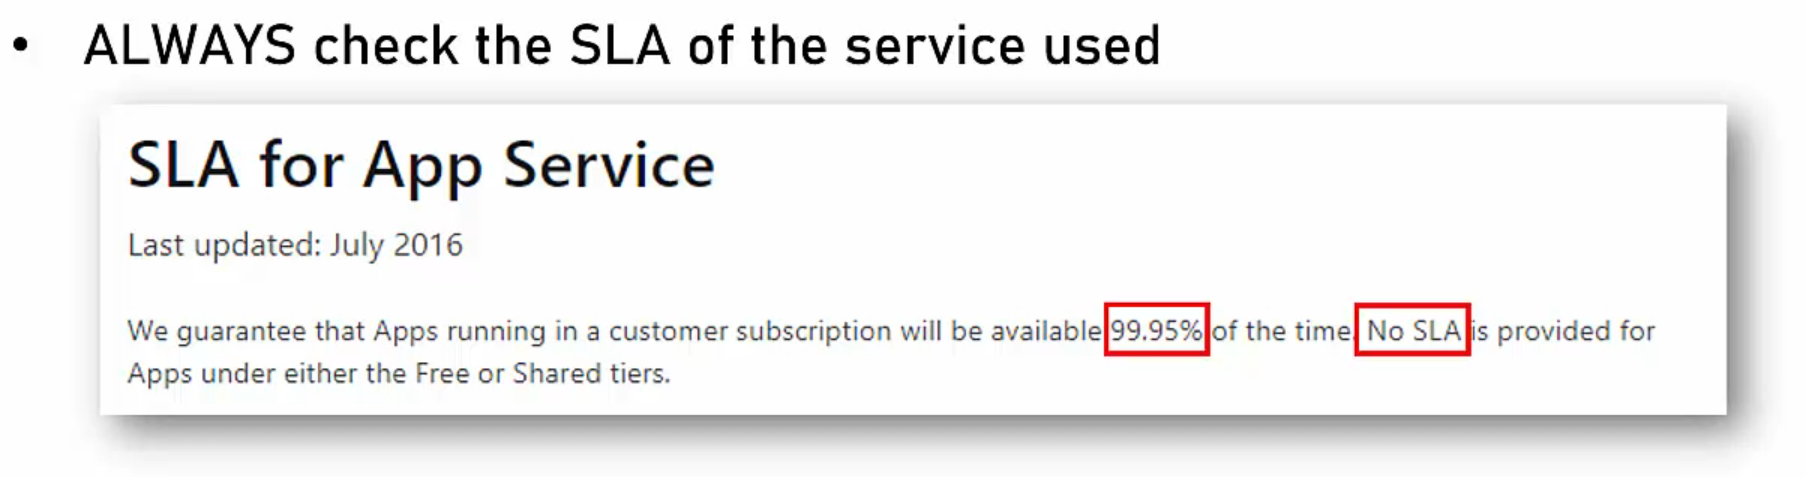 • ALWAYS check the SLA of the service used
SLA for App Service
Last updated: July 2016
We guarantee that Apps running in a customer subscription will be available 99.95% of the time. No SLA is provided for
Apps under either the Free or Shared tiers.